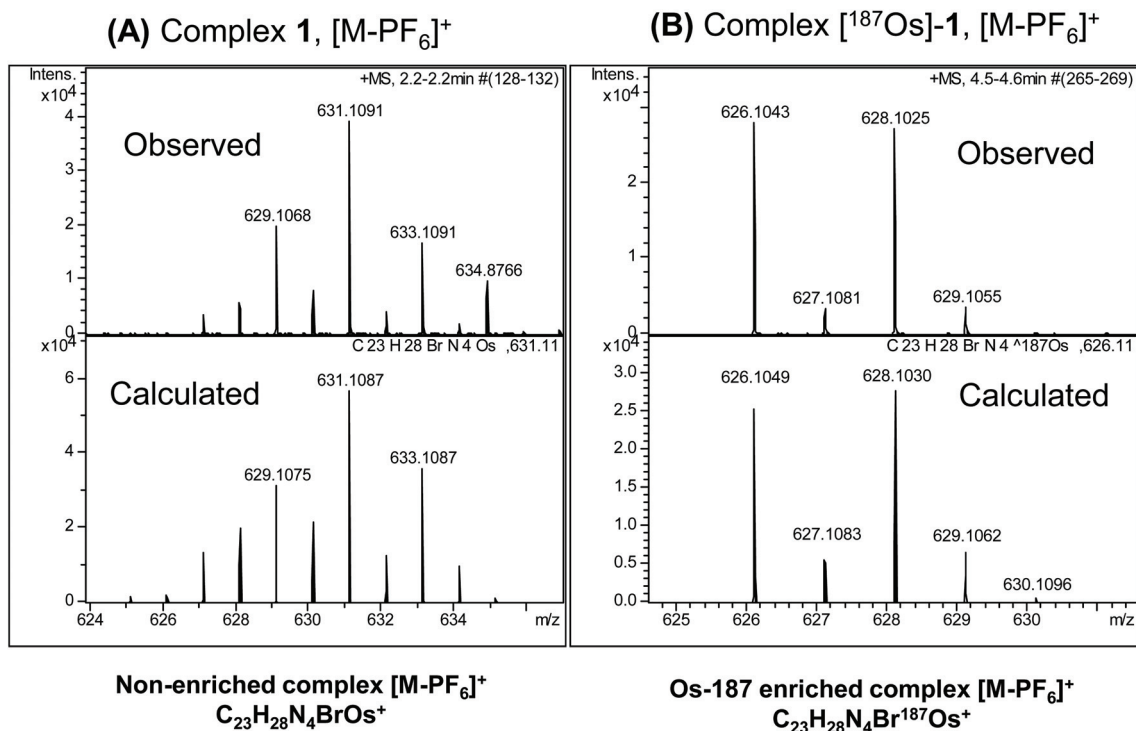 (A) Complex 1, [M-PF6]+
Intens.
x10^4
+MS, 2.2-2.2min #(128-132)
Observed
4
3
2
1
0
631.1091
629.1068
633.1091
634.8766
x10^4
C 23 H 28 Br N 4 Os ,631.11
Calculated
6
4
2
0
631.1087
629.1075
633.1087
624
626
628
630
632
634
m/z
Non-enriched complex [M-PF6]+
C23H28N4BrOs+
(B) Complex [187Os]-1, [M-PF6]+
Intens.
x10^4
+MS, 4.5-4.6min #(265-269)
626.1043
628.1025
Observed
2
1
0
627.1081
629.1055
x10^4
C 23 H 28 Br N 4 ^187Os ,626.11
626.1049
628.1030
Calculated
3.0
2.5
2.0
1.5
1.0
0.5
0.0
627.1083
629.1062
630.1096
625
626
627
628
629
630
m/z
Os-187 enriched complex [M-PF6]+
C23H28N4Br187Os+